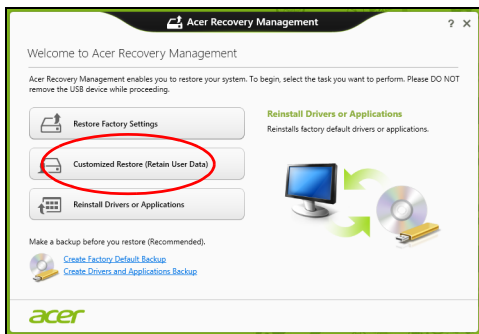 Acer Recovery Management
? X
Welcome to Acer Recovery Management
Acer Recovery Management enables you to restore your system. To begin, select the task you want to perform. Please DO NOT
remove the USB device while proceeding.
Restore Factory Settings
Customized Restore (Retain User Data)
Reinstall Drivers or Applications
Reinstall Drivers or Applications
Reinstalls factory default drivers or applications.
Make a backup before you restore (Recommended).
Create Factory Default Backup
Create Drivers and Applications Backup
acer